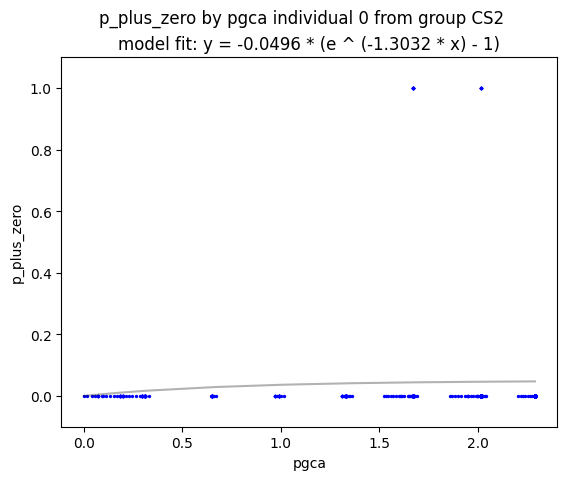 p_plus_zero by pgca individual 0 from group CS2
model fit: y = -0.0496 * (e ^ (-1.3032 * x) - 1)
1.0
0.8
0.6
0.4
0.2
0.0
p_plus_zero
0.0 0.5 1.0 1.5 2.0
pgca